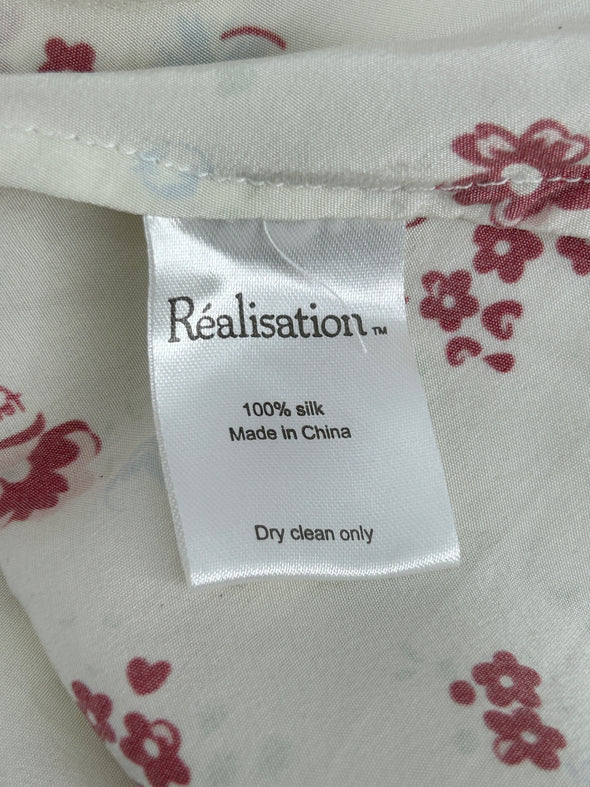 Réalisation™
100% silk
Made in China
Dry clean only